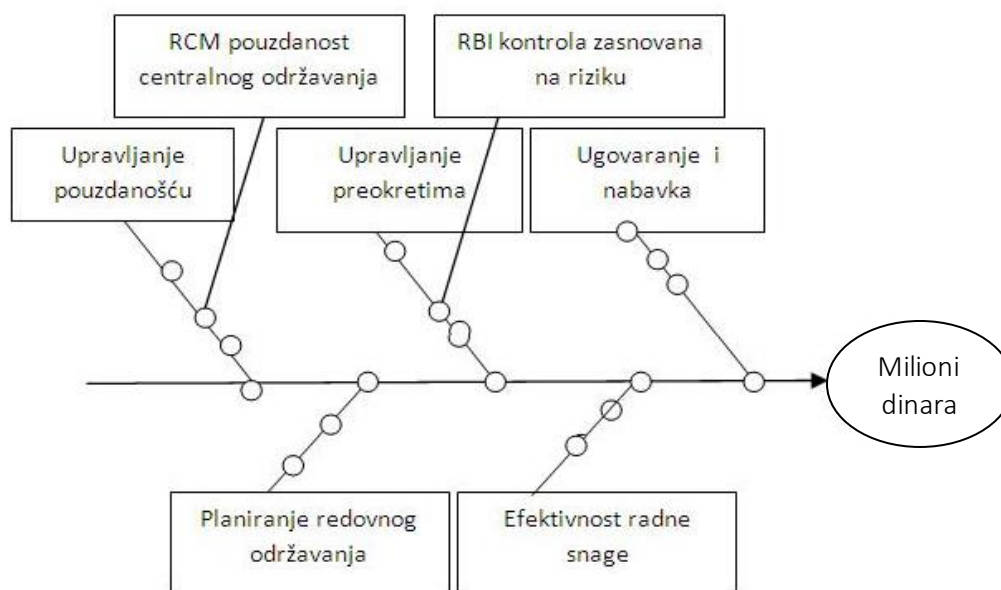 RCM pouzdanost
centralnog održavanja
RBI kontrola zasnovana
na riziku
Upravljanje
pouzdanošću
Upravljanje
preokretima
Ugovaranje i
nabavka
Milioni
dinara
Planiranje redovnog
održavanja
Efektivnost radne
snage